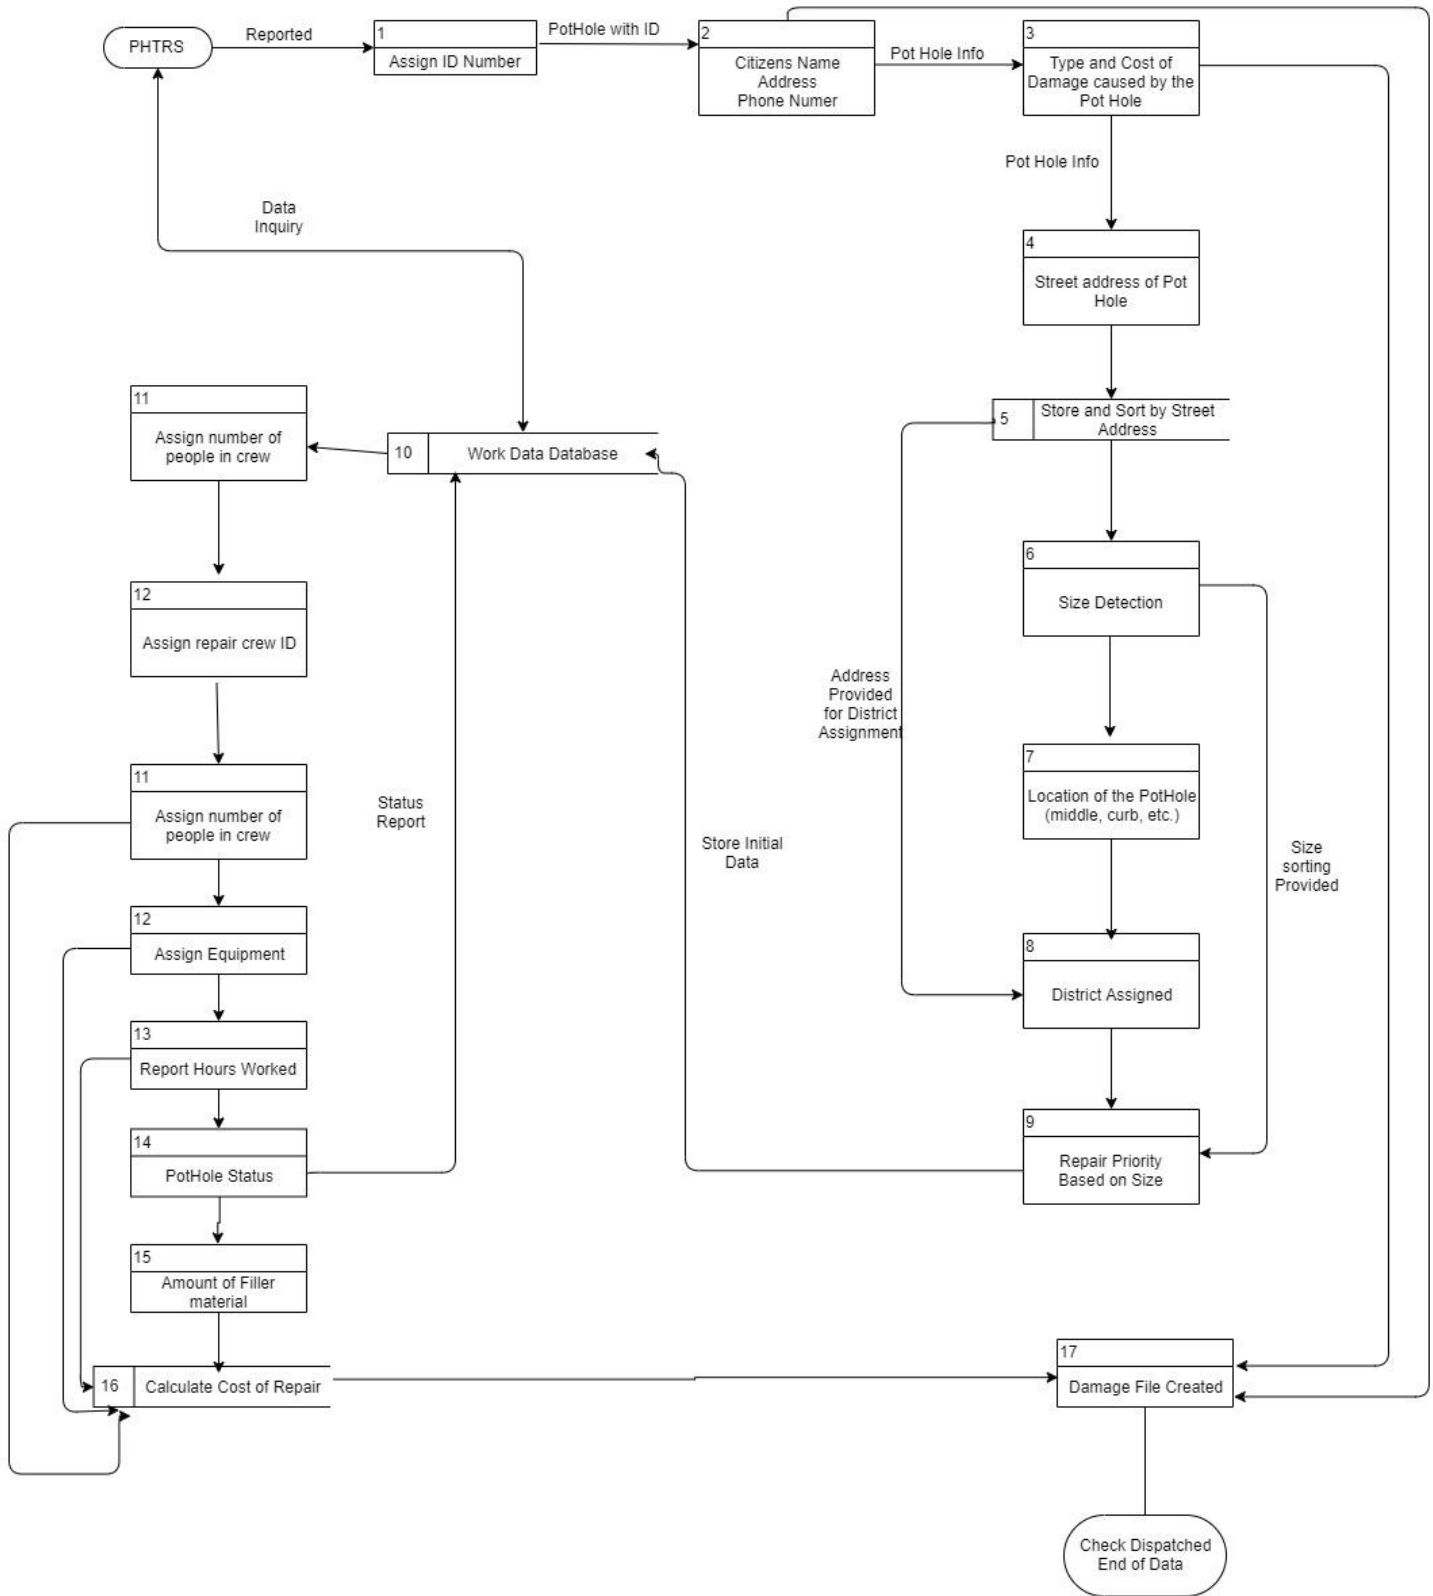 PHTRS
Reported
1
Assign ID Number
PotHole with ID
2
Citizens Name
Address
Phone Numer
Pot Hole Info
3
Type and Cost of
Damage caused by the
Pot Hole
Pot Hole Info
Data
Inquiry
4
Street address of Pot
Hole
5
Store and Sort by Street
Address
11
Assign number of
people in crew
10
Work Data Database
6
Size Detection
12
Assign repair crew ID
Address
Provided
for District
Assignment
7
Location of the PotHole
(middle, curb, etc.)
11
Assign number of
people in crew
Status
Report
Store Initial
Data
Size
sorting
Provided
12
Assign Equipment
8
District Assigned
13
Report Hours Worked
14
PotHole Status
9
Repair Priority
Based on Size
15
Amount of Filler
material
16
Calculate Cost of Repair
17
Damage File Created
Check Dispatched
End of Data